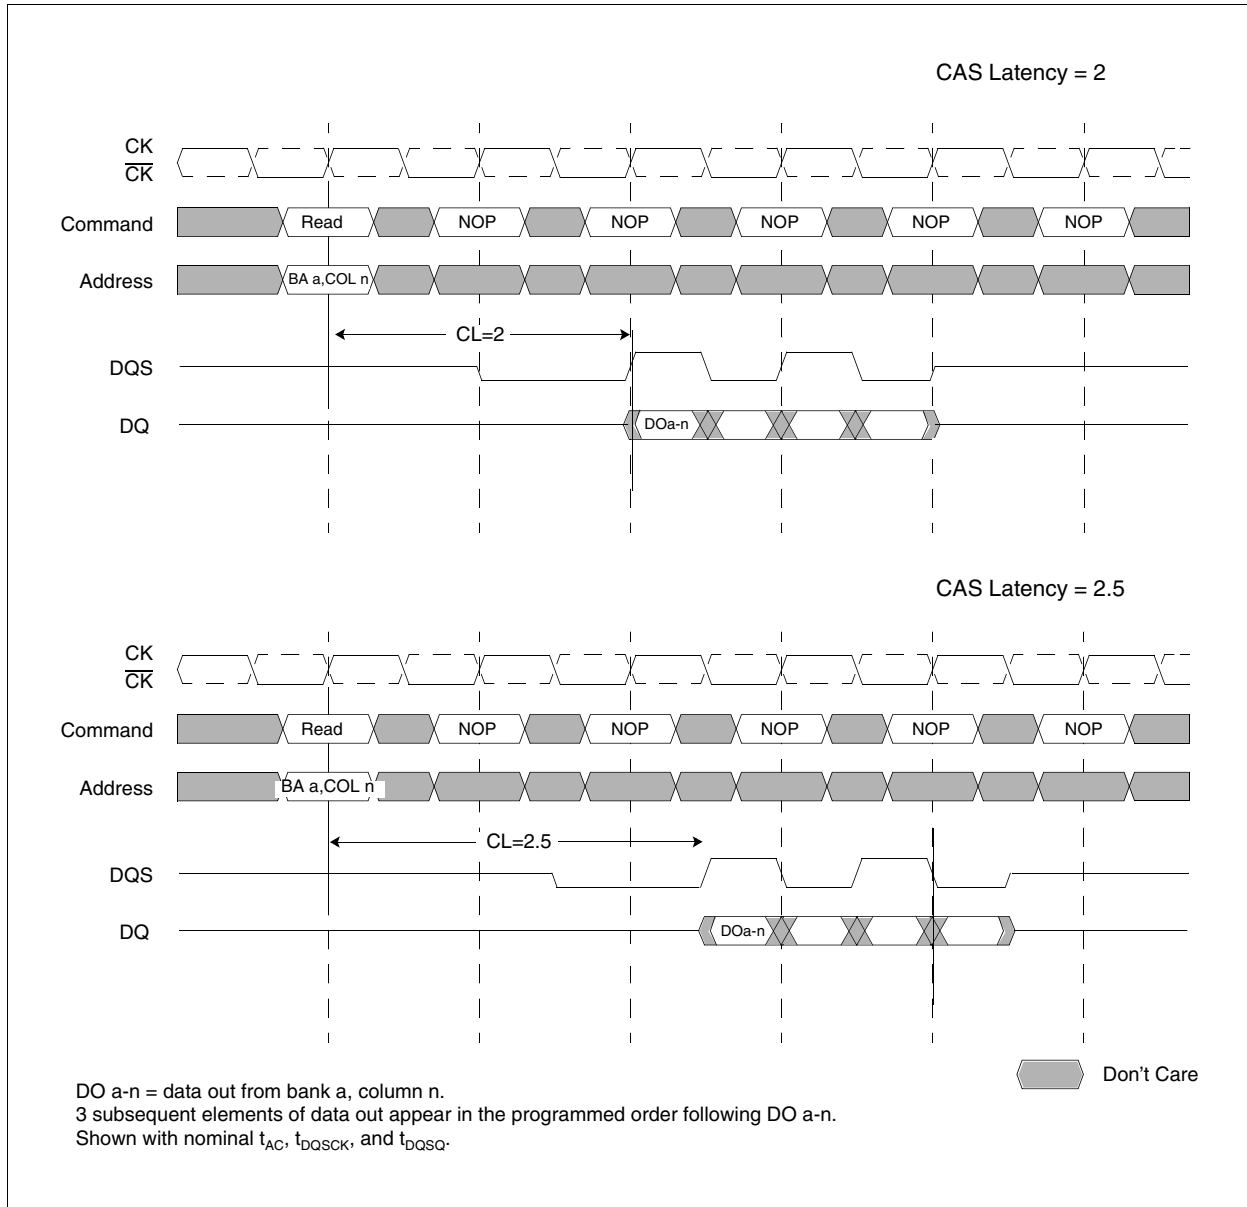 CAS Latency = 2
CK
CK
Command Read NOP NOP NOP NOP NOP
Address BA a,COL n
CL=2
DQS
DQ DOa-n
CAS Latency = 2.5
CK
CK
Command Read NOP NOP NOP NOP NOP
Address BA a,COL n
CL=2.5
DQS
DQ DOa-n
Don't Care
DO a-n = data out from bank a, column n.
3 subsequent elements of data out appear in the programmed order following DO a-n.
Shown with nominal tAC, tDQSCK, and tDQSQ.